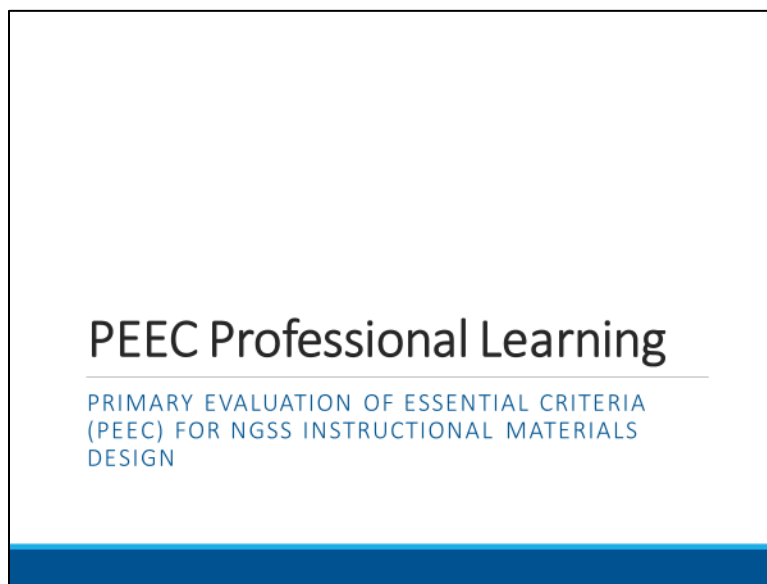 PEEC Professional Learning
PRIMARY EVALUATION OF ESSENTIAL CRITERIA
(PEEC) FOR NGSS INSTRUCTIONAL MATERIALS
DESIGN